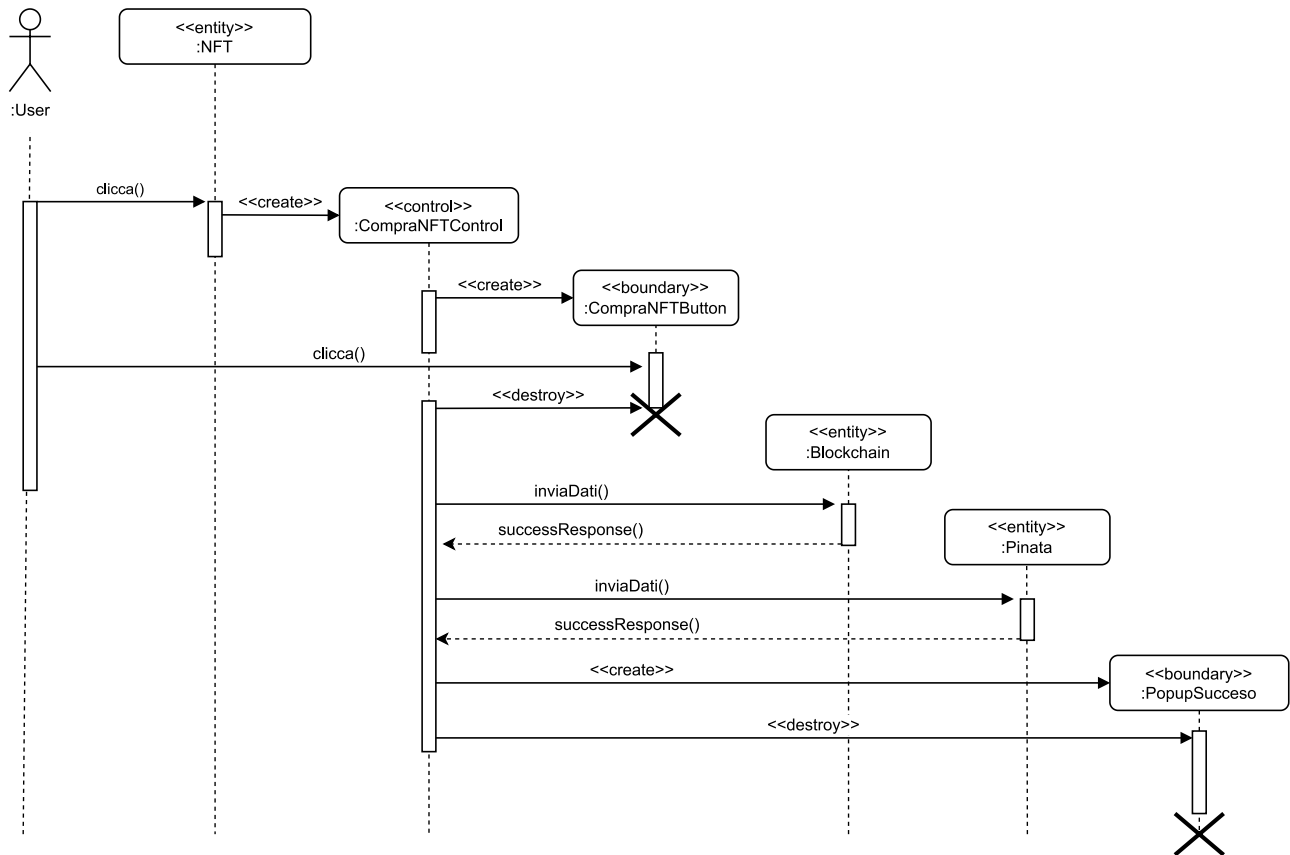 <<entity>>
:NFT
:User
clicca()
<<create>>
<<control>>
:CompraNFTControl
<<create>>
<<boundary>>
:CompraNFTButton
clicca()
<<destroy>>
<<entity>>
:Blockchain
inviaDati()
successResponse()
<<entity>>
:Pinata
inviaDati()
successResponse()
<<create>>
<<boundary>>
:PopupSucceso
<<destroy>>